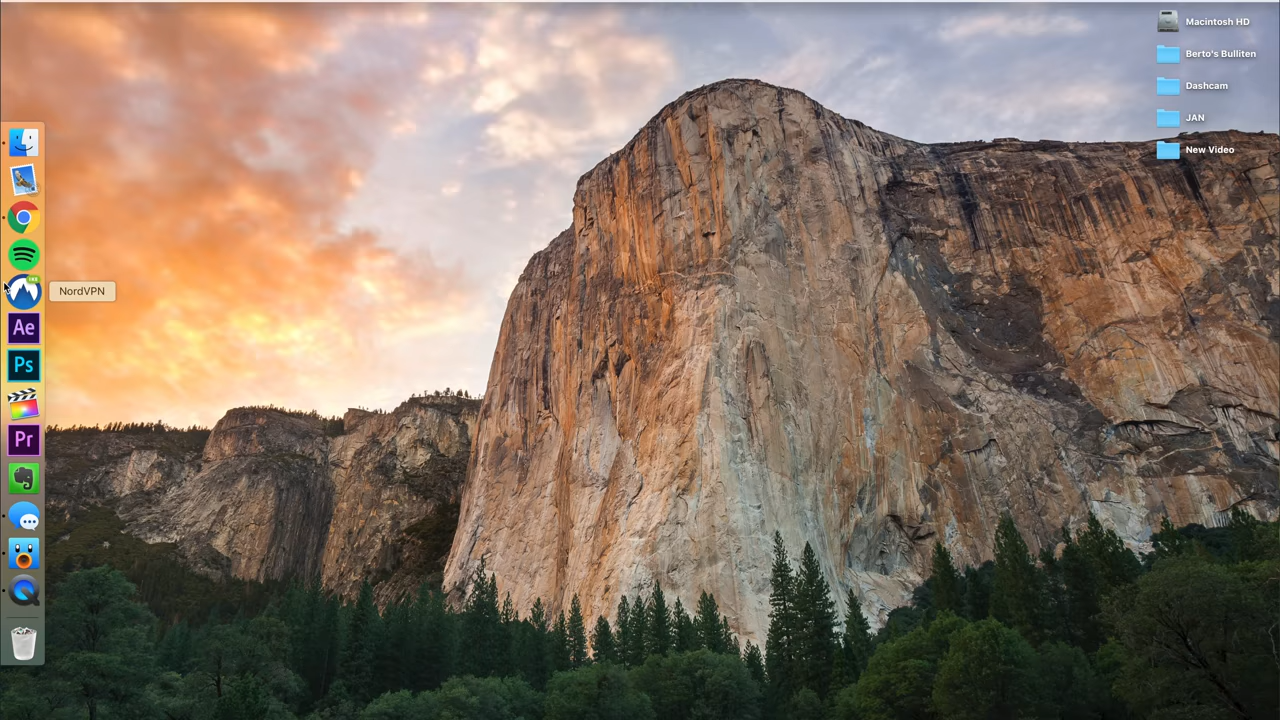 Macintosh HD
Berto's Bulliten
Dashcam
JAN
New Video
NordVPN
Ae
Ps
Pr